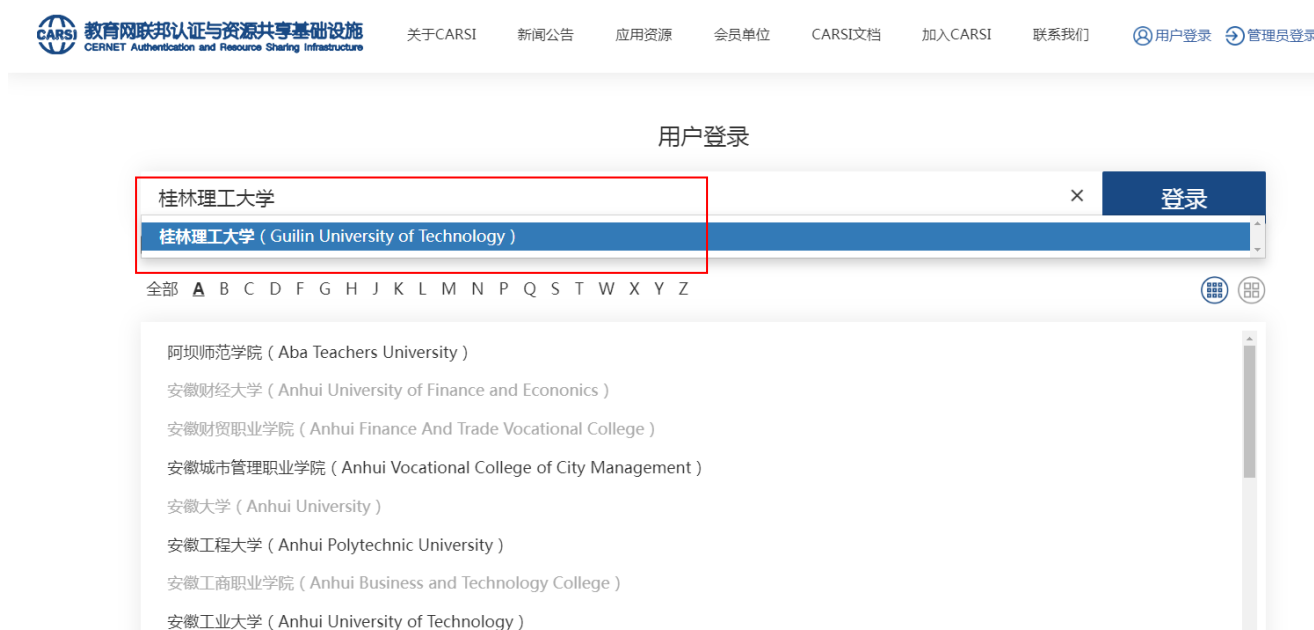 CARSI 教育网联邦认证与资源共享基础设施
CERNET Authentication and Resource Sharing Infrastructure
关于CARSI 新闻公告 应用资源 会员单位 CARSI文档 加入CARSI 联系我们 用户登录 管理员登录
用户登录
桂林理工大学 × 登录
桂林理工大学 ( Guilin University of Technology )
全部 A B C D F G H J K L M N P Q S T W X Y Z
阿坝师范学院 ( Aba Teachers University )
安徽财经大学 ( Anhui University of Finance and Econonics )
安徽财贸职业学院 ( Anhui Finance And Trade Vocational College )
安徽城市管理职业学院 ( Anhui Vocational College of City Management )
安徽大学 ( Anhui University )
安徽工程大学 ( Anhui Polytechnic University )
安徽工商职业学院 ( Anhui Business and Technology College )
安徽工业大学 ( Anhui University of Technology )